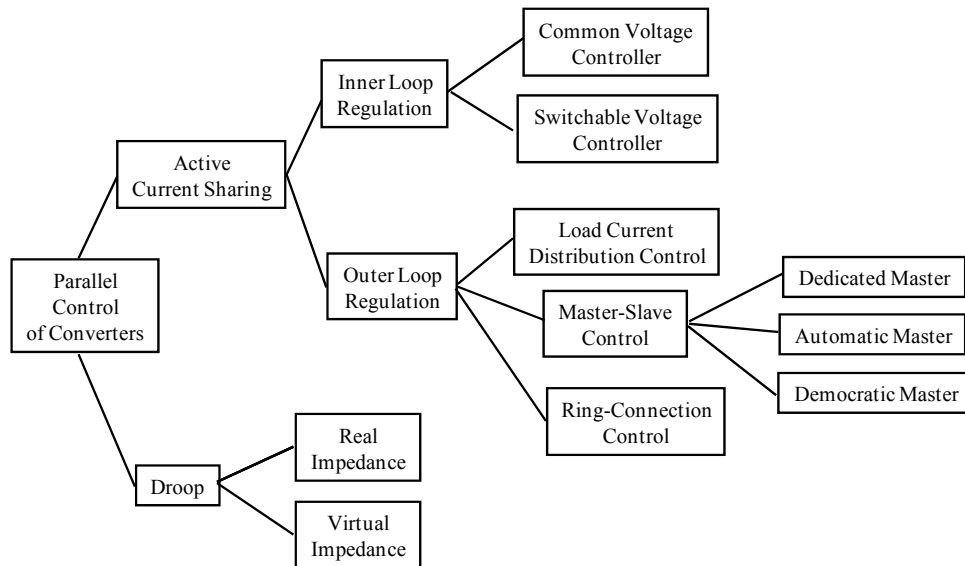 Parallel
Control
of Converters
Active
Current Sharing
Inner Loop
Regulation
Common Voltage
Controller
Switchable Voltage
Controller
Outer Loop
Regulation
Load Current
Distribution Control
Master-Slave
Control
Dedicated Master
Automatic Master
Democratic Master
Ring-Connection
Control
Droop
Real
Impedance
Virtual
Impedance